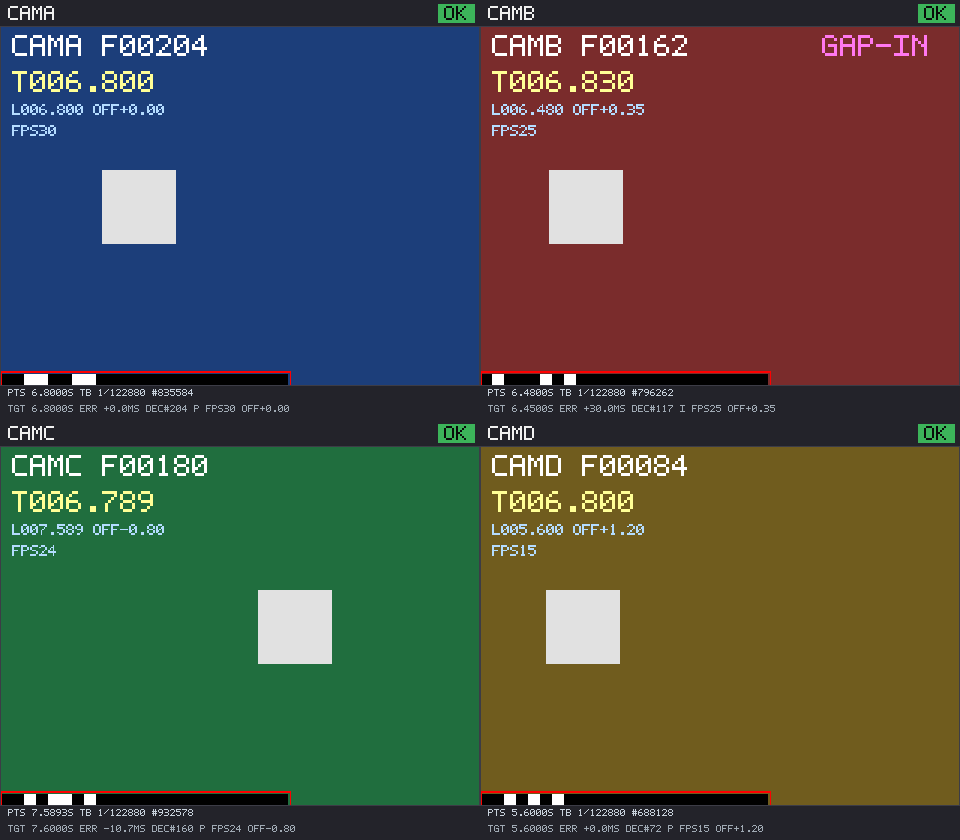 CAMA OK
CAMA F00204
T006.800
L006.800 OFF+0.00
FPS30
PTS 6.8000S TB 1/122880 #835584
TGT 6.8000S ERR +0.0MS DEC#204 P FPS30 OFF+0.00
CAMB OK
CAMB F00162 GAP-IN
T006.830
L006.480 OFF+0.35
FPS25
PTS 6.4800S TB 1/122880 #796262
TGT 6.4500S ERR +30.0MS DEC#117 I FPS25 OFF+0.35
CAMC OK
CAMC F00180
T006.789
L007.589 OFF-0.80
FPS24
PTS 7.5893S TB 1/122880 #932578
TGT 7.6000S ERR -10.7MS DEC#160 P FPS24 OFF-0.80
CAMD OK
CAMD F00084
T006.800
L005.600 OFF+1.20
FPS15
PTS 5.6000S TB 1/122880 #688128
TGT 5.6000S ERR +0.0MS DEC#72 P FPS15 OFF+1.20